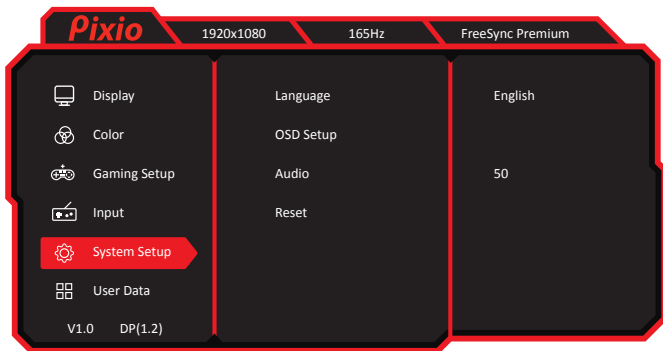 Pixio 1920x1080 165Hz FreeSync Premium
Display Language English
Color OSD Setup
Gaming Setup Audio 50
Input Reset
System Setup
User Data
V1.0 DP(1.2)